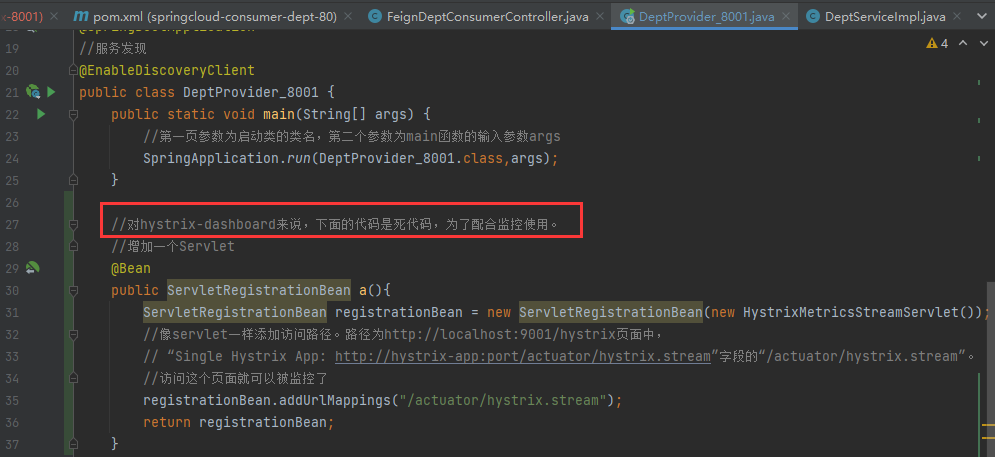 -8001)
pom.xml (springcloud-consumer-dept-80)
FeignDeptConsumerController.java
DeptProvider_8001.java
DeptServiceImpl.java
4
19 //服务发现
20 @EnableDiscoveryClient
21 public class DeptProvider_8001 {
22 public static void main(String[] args) {
23 //第一页参数为启动类的类名，第二个参数为main函数的输入参数args
24 SpringApplication.run(DeptProvider_8001.class,args);
25 }
26
27 //对hystrix-dashboard来说，下面的代码是死代码，为了配合监控使用。
28 //增加一个Servlet
29 @Bean
30 public ServletRegistrationBean a(){
31 ServletRegistrationBean registrationBean = new ServletRegistrationBean(new HystrixMetricsStreamServlet());
32 //像servlet一样添加访问路径。路径为http://localhost:9001/hystrix页面中，
33 // “Single Hystrix App: http://hystrix-app:port/actuator/hystrix.stream”字段的“/actuator/hystrix.stream”。
34 //访问这个页面就可以被监控了
35 registrationBean.addUrlMappings("/actuator/hystrix.stream");
36 return registrationBean;
37 }